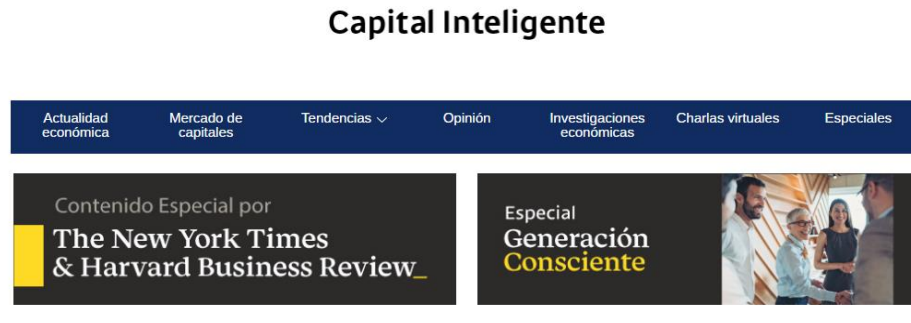 Capital Inteligente
Actualidad
económica
Mercado de
capitales
Tendencias
Opinión
Investigaciones
económicas
Charlas virtuales
Especiales
Contenido Especial por
The New York Times
& Harvard Business Review_
Especial
Generación
Consciente